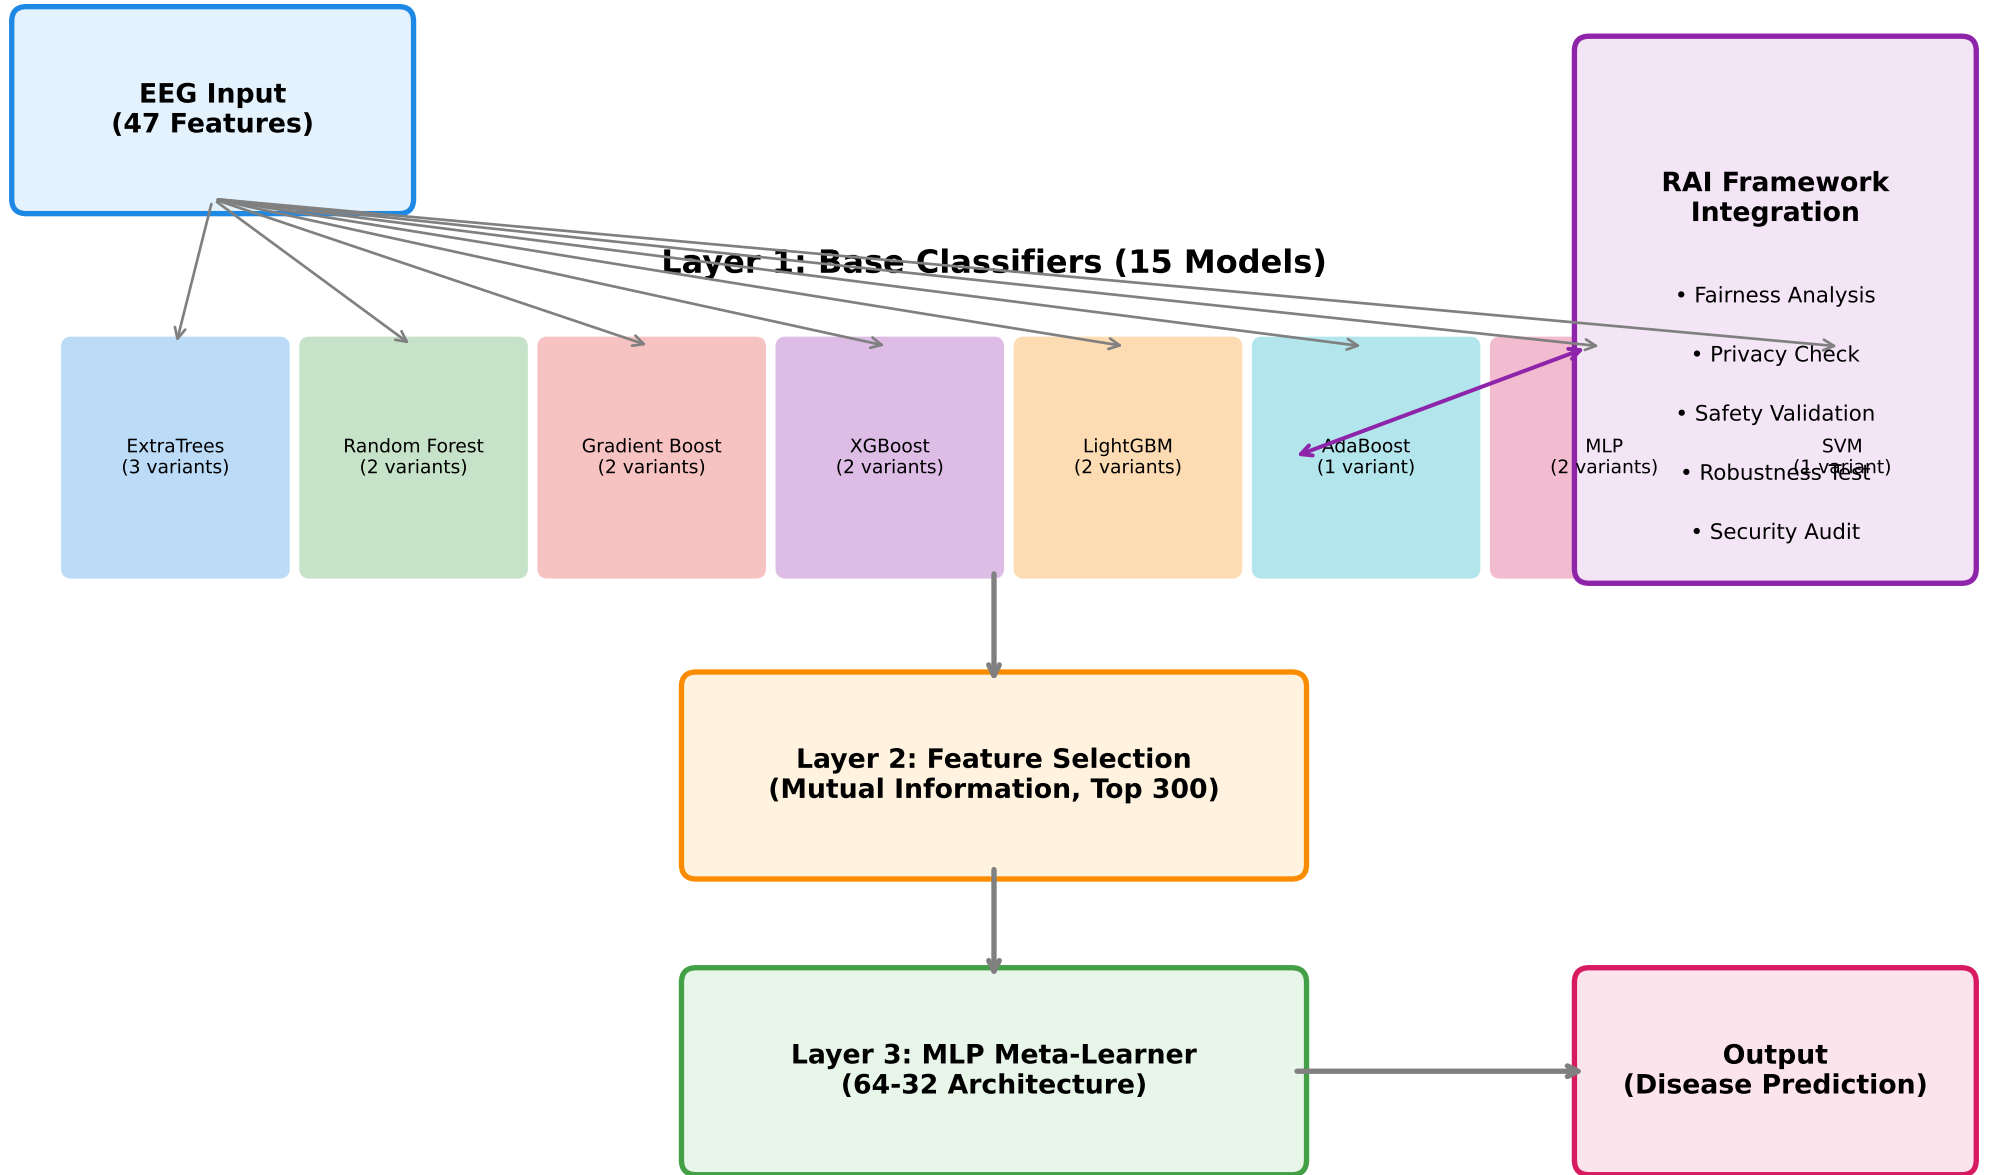 EEG Input
(47 Features)
RAI Framework
Integration
• Fairness Analysis
• Privacy Check
• Safety Validation
• Robustness Test
• Security Audit
Layer 1: Base Classifiers (15 Models)
ExtraTrees
(3 variants)
Random Forest
(2 variants)
Gradient Boost
(2 variants)
XGBoost
(2 variants)
LightGBM
(2 variants)
AdaBoost
(1 variant)
MLP
(2 variants)
SVM
(1 variant)
Layer 2: Feature Selection
(Mutual Information, Top 300)
Layer 3: MLP Meta-Learner
(64-32 Architecture)
Output
(Disease Prediction)